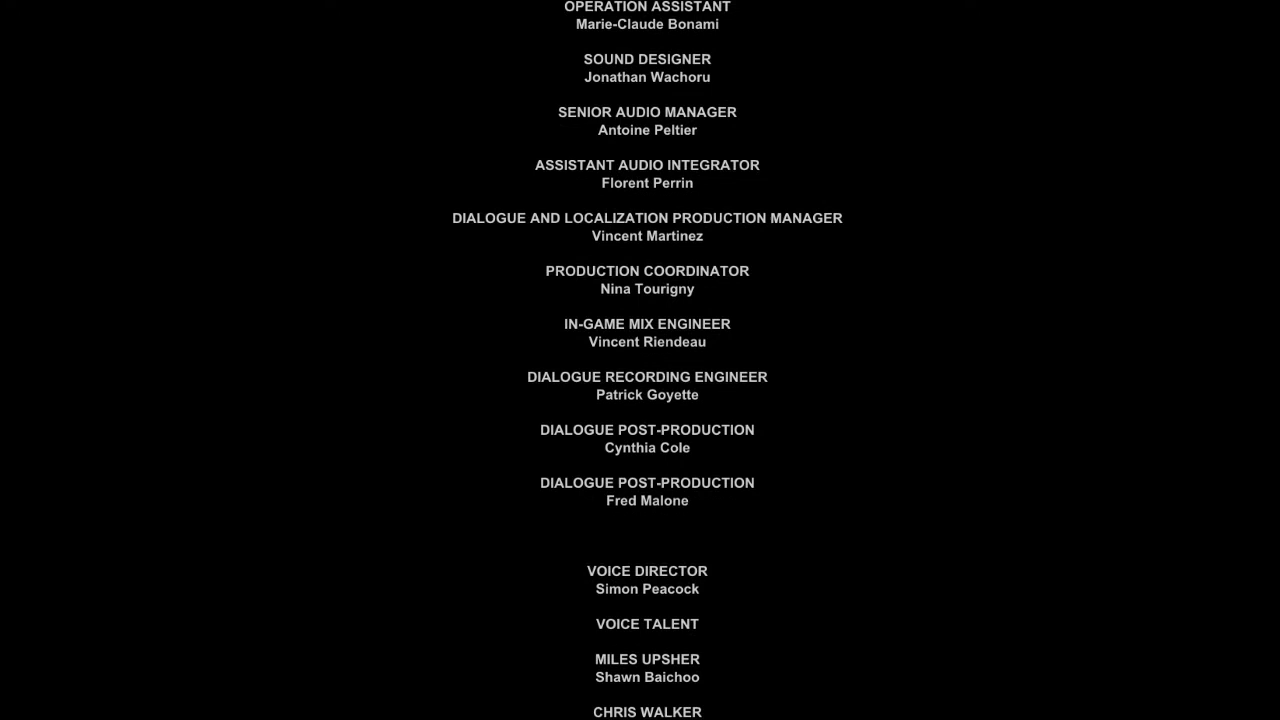 OPERATION ASSISTANT
Marie-Claude Bonami
SOUND DESIGNER
Jonathan Wachoru
SENIOR AUDIO MANAGER
Antoine Peltier
ASSISTANT AUDIO INTEGRATOR
Florent Perrin
DIALOGUE AND LOCALIZATION PRODUCTION MANAGER
Vincent Martinez
PRODUCTION COORDINATOR
Nina Tourigny
IN-GAME MIX ENGINEER
Vincent Riendeau
DIALOGUE RECORDING ENGINEER
Patrick Goyette
DIALOGUE POST-PRODUCTION
Cynthia Cole
DIALOGUE POST-PRODUCTION
Fred Malone
VOICE DIRECTOR
Simon Peacock
VOICE TALENT
MILES UPSHER
Shawn Baichoo
CHRIS WALKER